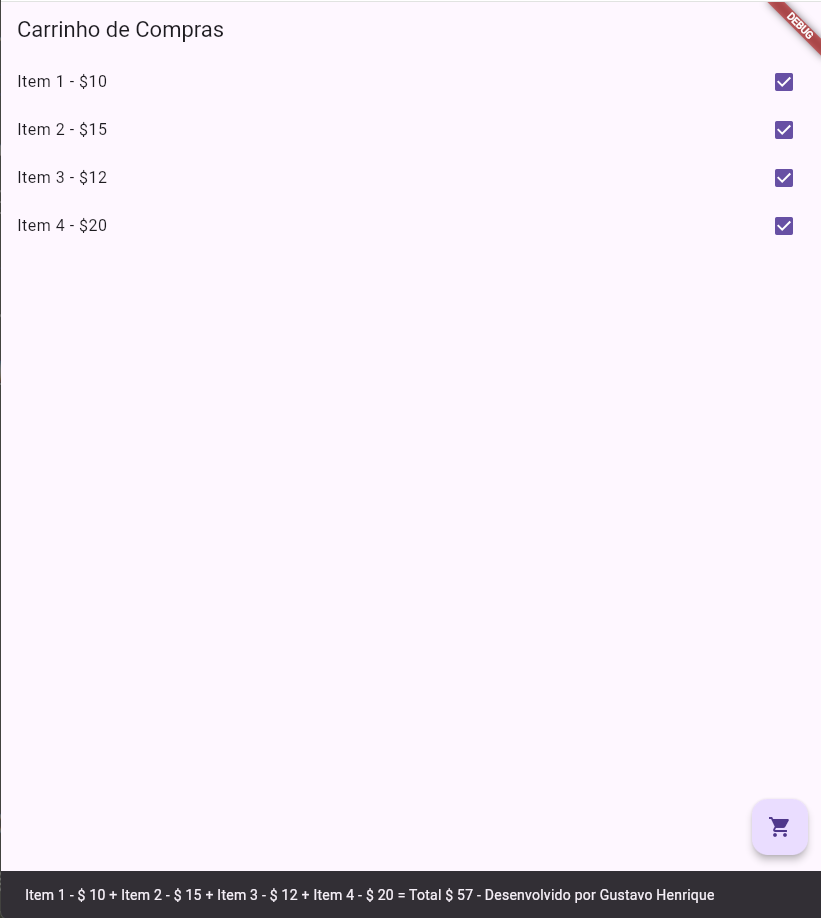 Carrinho de Compras
DEBUG
Item 1 - $10
Item 2 - $15
Item 3 - $12
Item 4 - $20
Item 1 - $ 10 + Item 2 - $ 15 + Item 3 - $ 12 + Item 4 - $ 20 = Total $ 57 - Desenvolvido por Gustavo Henrique